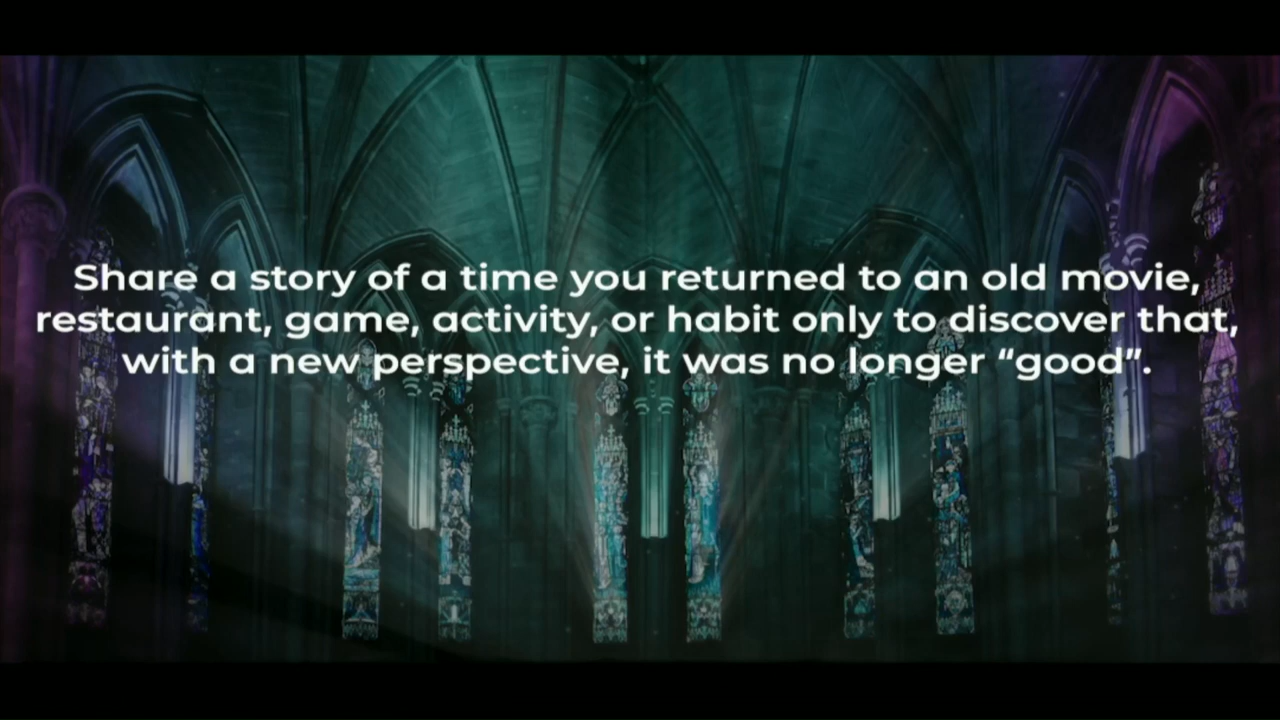 Share a story of a time you returned to an old movie,
restaurant, game, activity, or habit only to discover that,
with a new perspective, it was no longer “good”.